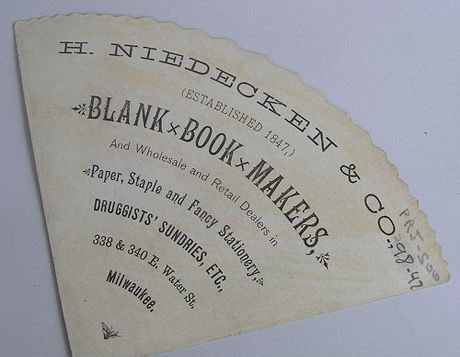 H. NIEDECKEN & CO.,
(ESTABLISHED 1847,)
BLANK×BOOK×MAKERS,
And Wholesale and Retail Dealers in
Paper, Staple and Fancy Stationery,
DRUGGISTS' SUNDRIES, ETC.,
338 & 340 E. Water St.
Milwaukee.